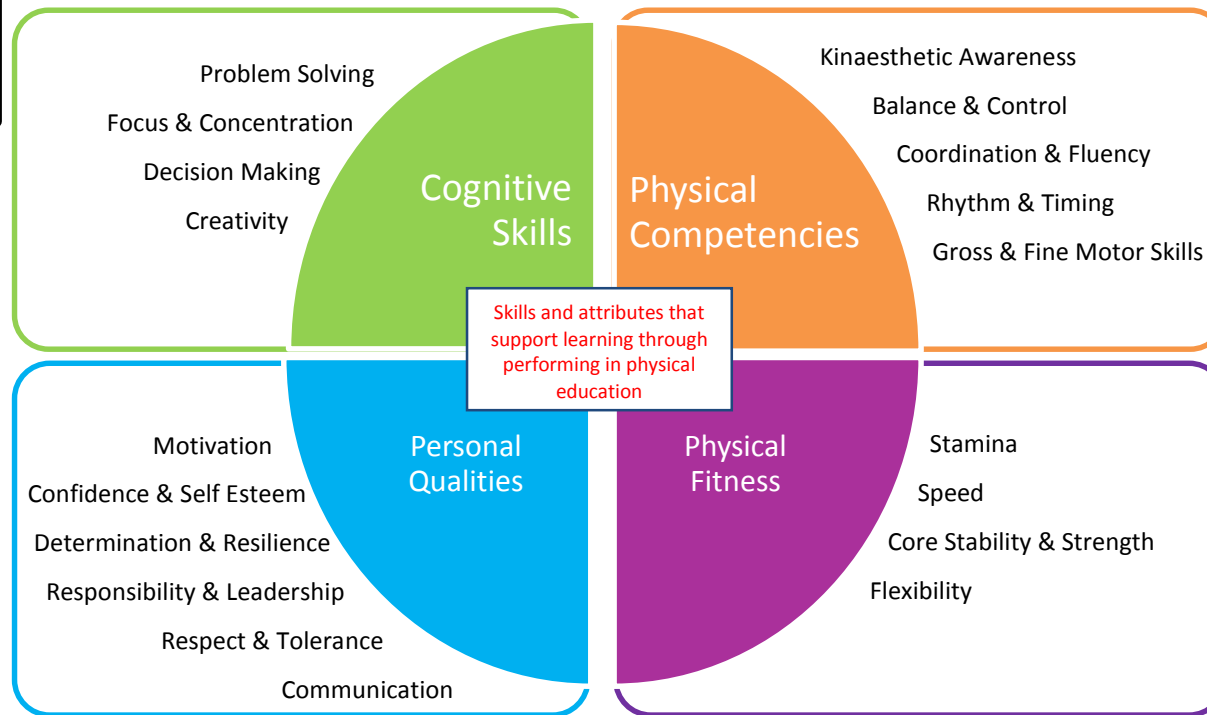 Problem Solving
Focus & Concentration
Decision Making
Creativity
Cognitive
Skills
Kinaesthetic Awareness
Balance & Control
Coordination & Fluency
Rhythm & Timing
Gross & Fine Motor Skills
Physical
Competencies
Skills and attributes that
support learning through
performing in physical
education
Motivation
Confidence & Self Esteem
Determination & Resilience
Responsibility & Leadership
Respect & Tolerance
Communication
Personal
Qualities
Physical
Fitness
Stamina
Speed
Core Stability & Strength
Flexibility